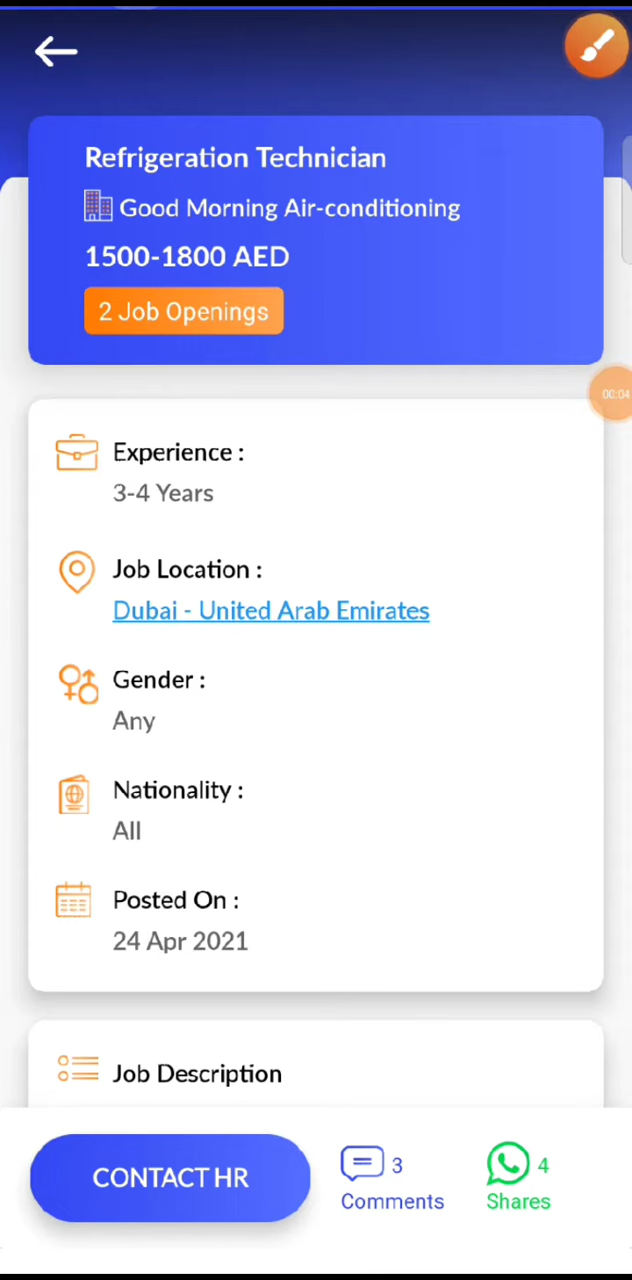 Refrigeration Technician
Good Morning Air-conditioning
1500-1800 AED
2 Job Openings
00:04
Experience :
3-4 Years
Job Location :
Dubai - United Arab Emirates
Gender :
Any
Nationality :
All
Posted On :
24 Apr 2021
Job Description
CONTACT HR
3
Comments
4
Shares